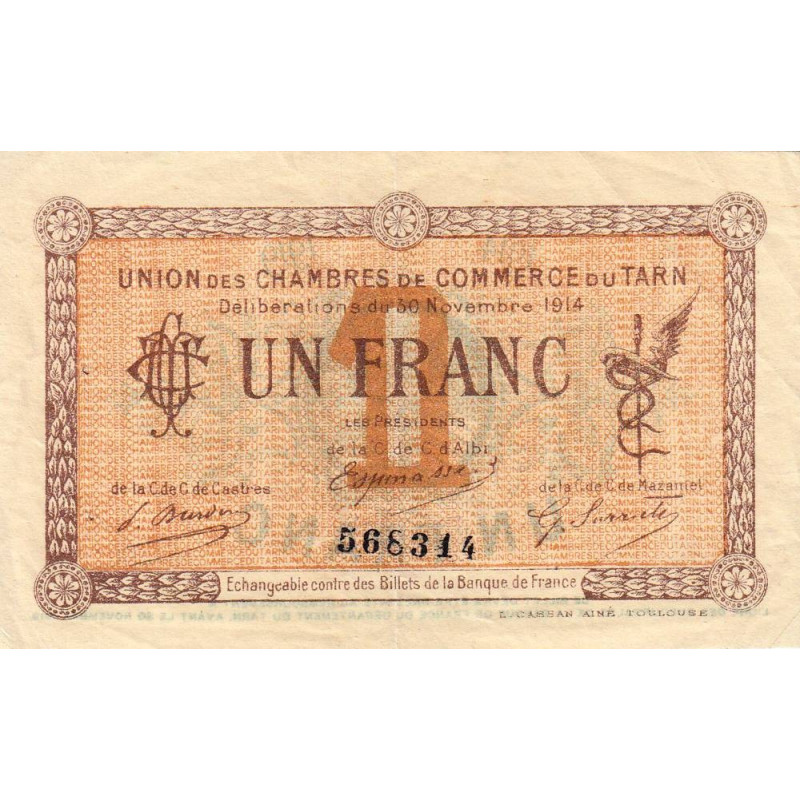 UNION DES CHAMBRES DE COMMERCE DU TARN
Délibérations du 30 Novembre 1914
1
UN FRANC
LES PRÉSIDENTS
de la C. de C. d'Albi
Espinasse
de la C. de C. de Castres
de la C. de C. de Mazamet
568314
Echangeable contre des Billets de la Banque de France
L. CASSAN AINÉ TOULOUSE